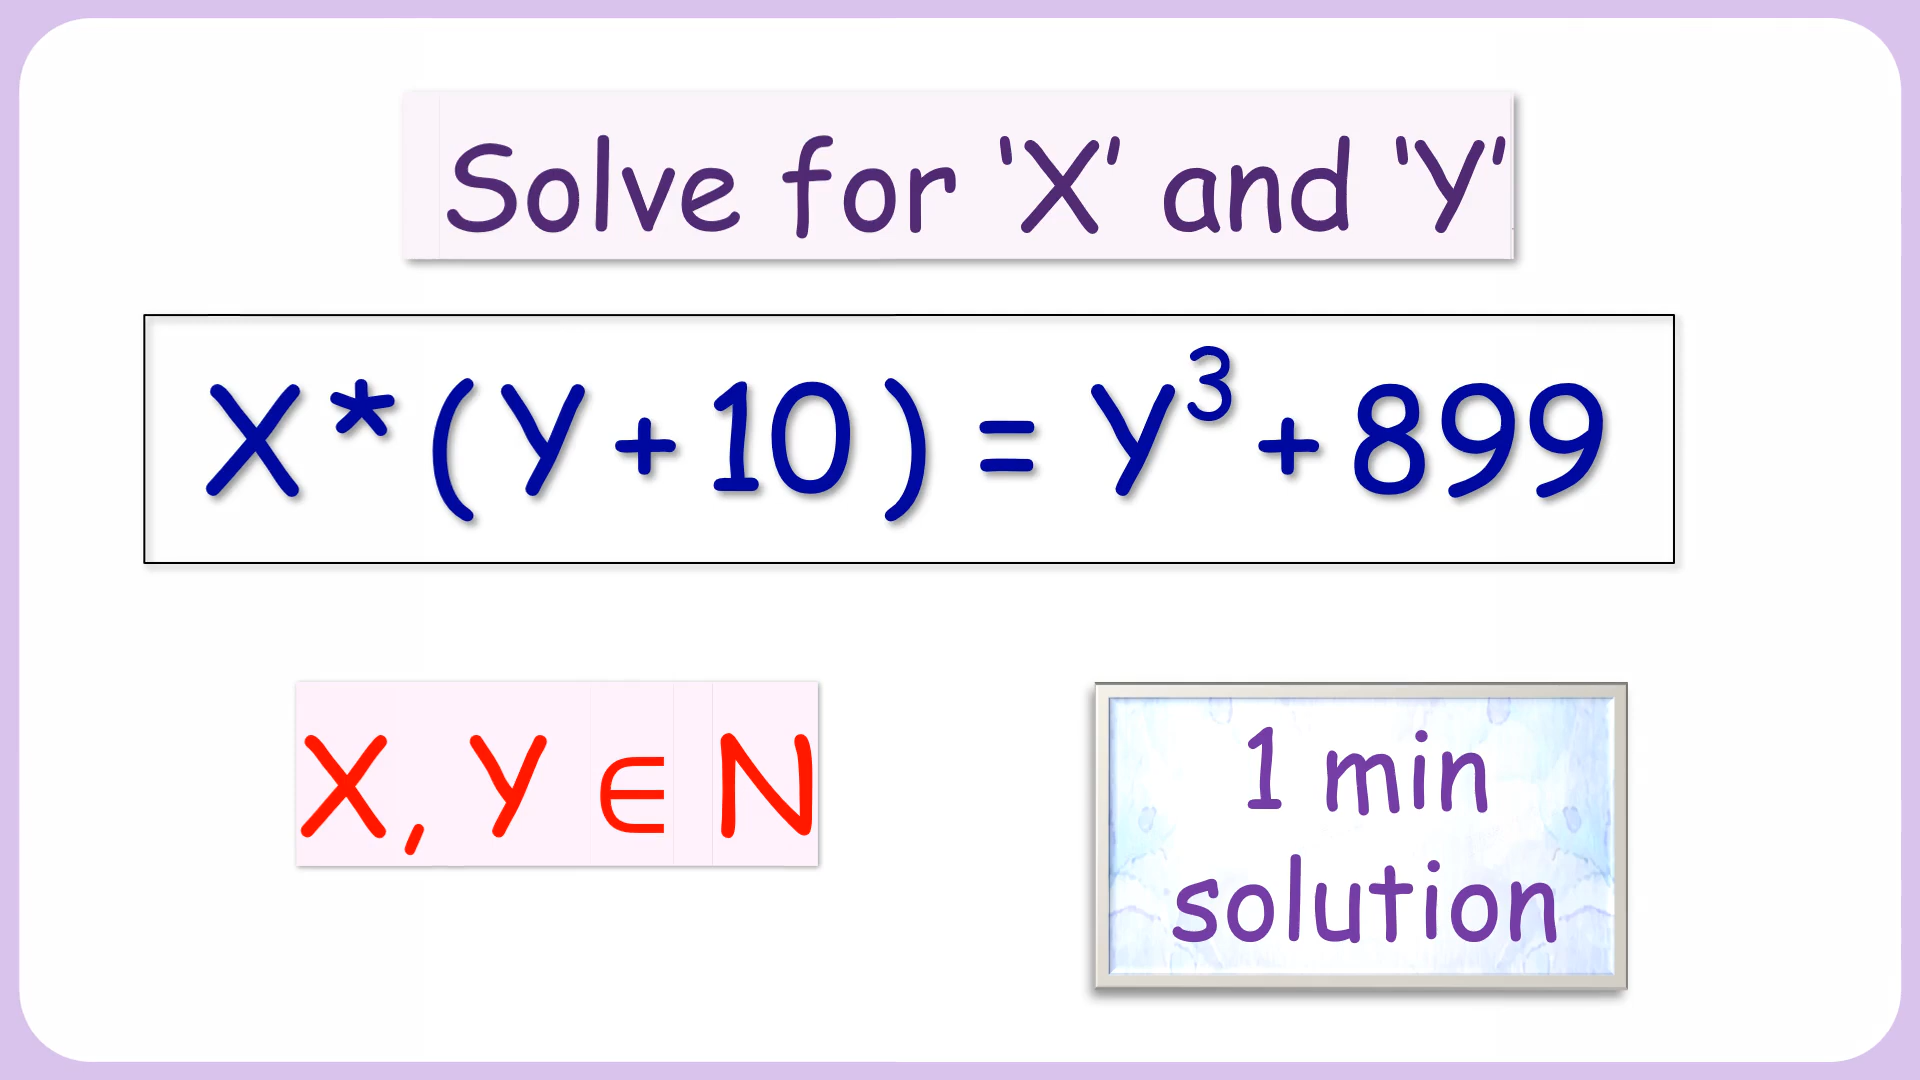 Solve for ‘X’ and ‘Y’
X*(Y+10) = Y³+899
X, Y ∈ N
1 min
solution